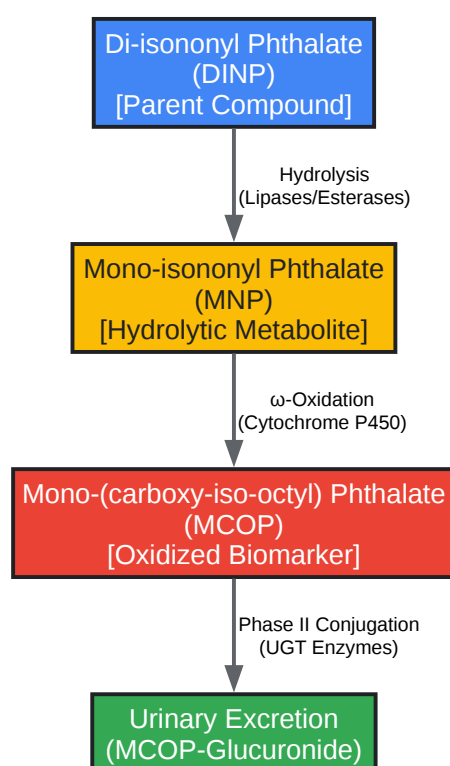 Di-isononyl Phthalate
(DINP)
[Parent Compound]
Hydrolysis
(Lipases/Esterases)
Mono-isononyl Phthalate
(MNP)
[Hydrolytic Metabolite]
ω-Oxidation
(Cytochrome P450)
Mono-(carboxy-iso-octyl) Phthalate
(MCOP)
[Oxidized Biomarker]
Phase II Conjugation
(UGT Enzymes)
Urinary Excretion
(MCOP-Glucuronide)